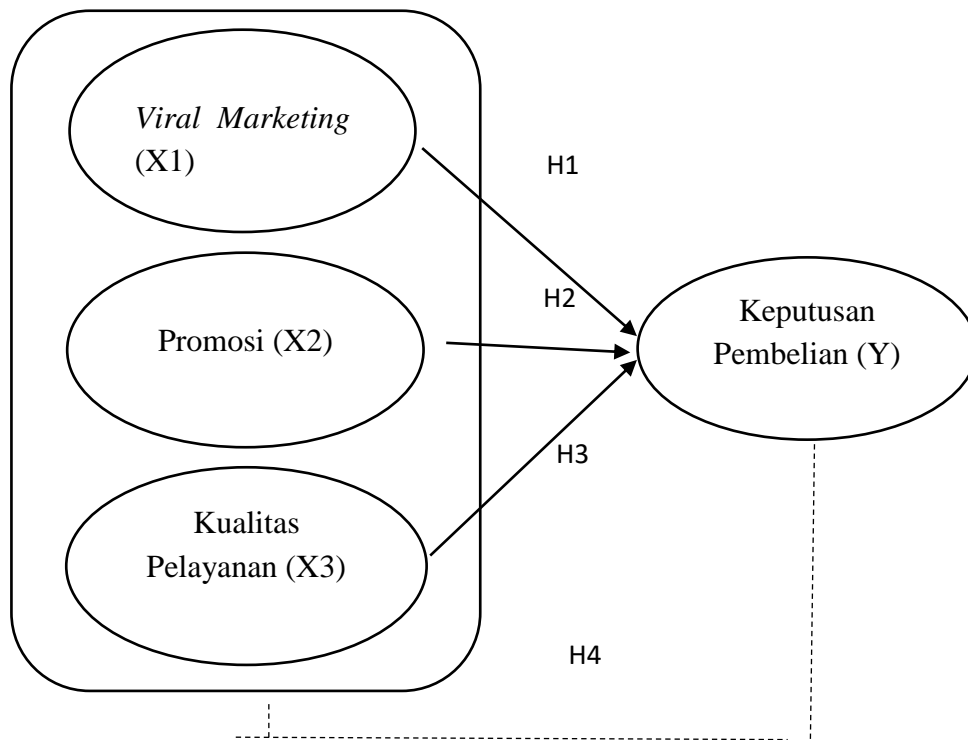 Viral Marketing
(X1)
H1
H2
Promosi (X2)
Keputusan
Pembelian (Y)
H3
Kualitas
Pelayanan (X3)
H4